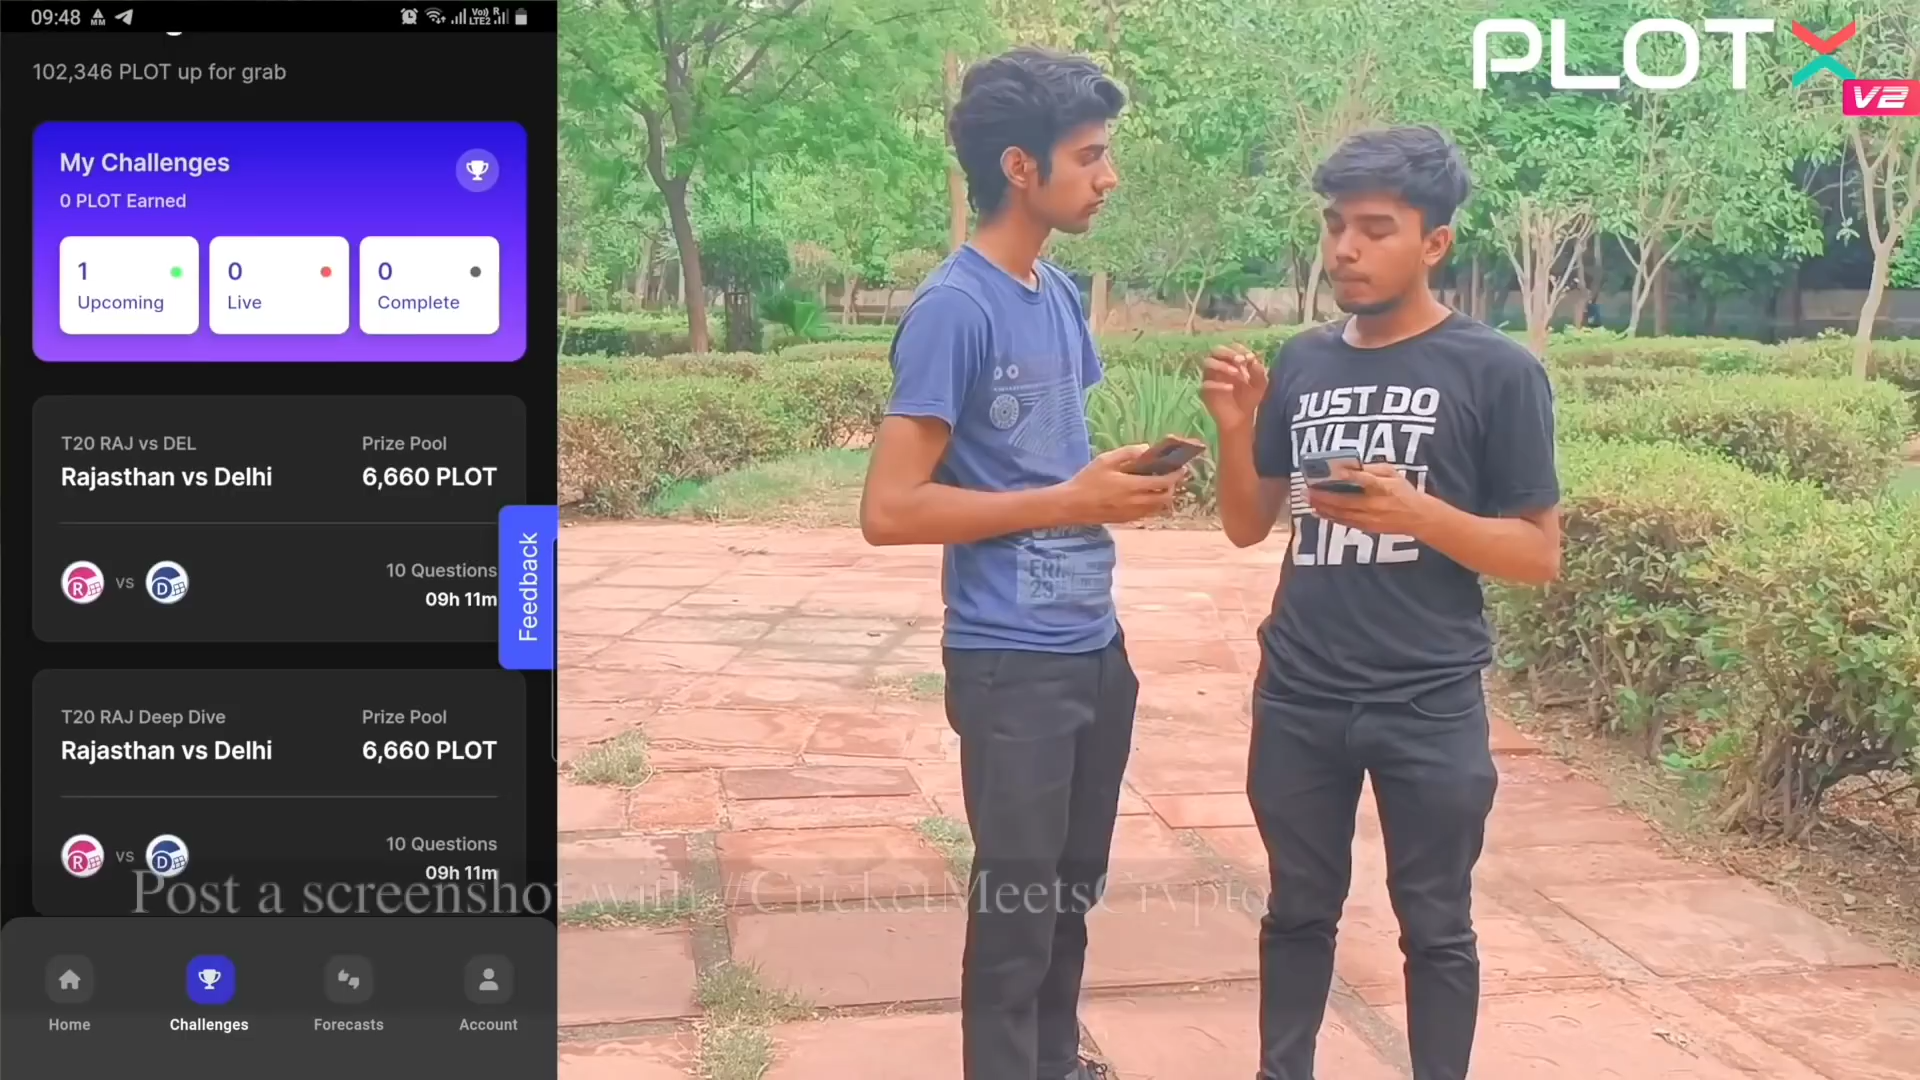 09:48
102,346 PLOT up for grab
My Challenges
0 PLOT Earned
1
Upcoming
0
Live
0
Complete
T20 RAJ vs DEL
Rajasthan vs Delhi
Prize Pool
6,660 PLOT
R vs D
10 Questions
09h 11m
Feedback
T20 RAJ Deep Dive
Rajasthan vs Delhi
Prize Pool
6,660 PLOT
R vs D
10 Questions
09h 11m
Post a screenshot with #CricketMeetsCrypto
Home
Challenges
Forecasts
Account
PLOTX
V2
JUST DO
WHAT
LIKE